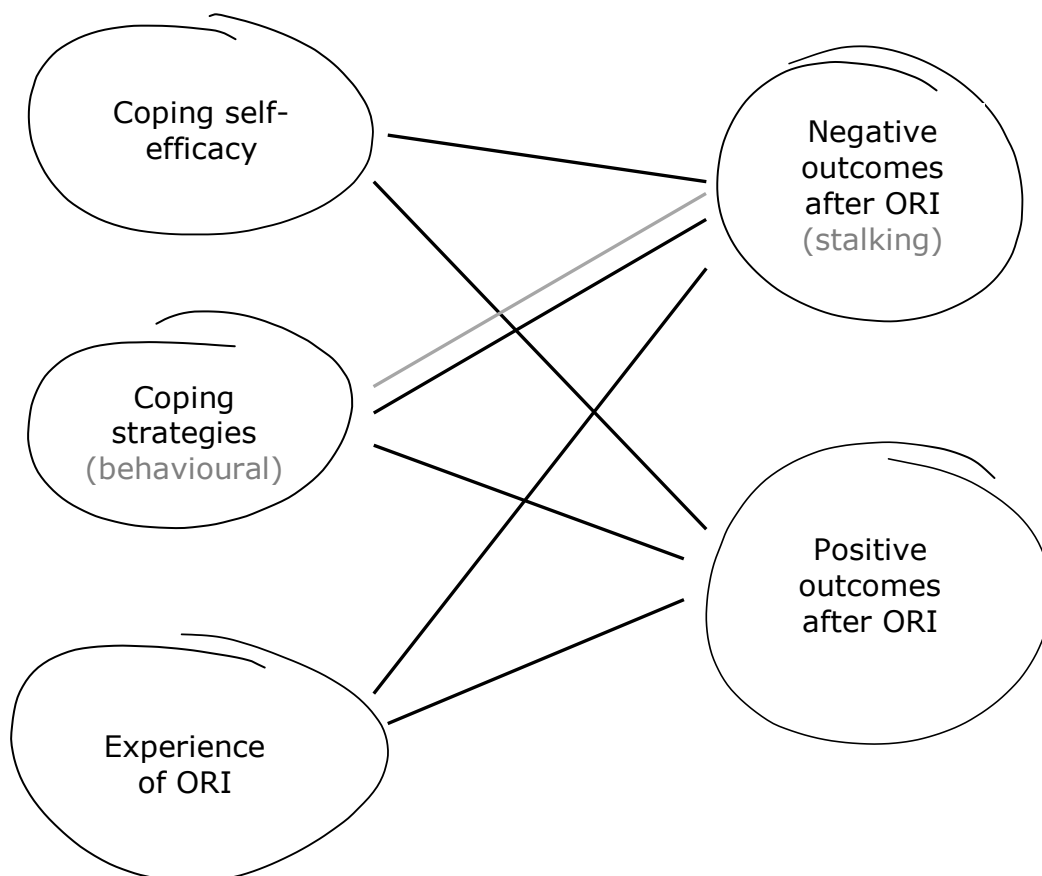 Coping self-
efficacy
Negative
outcomes
after ORI
(stalking)
Coping
strategies
(behavioural)
Positive
outcomes
after ORI
Experience
of ORI